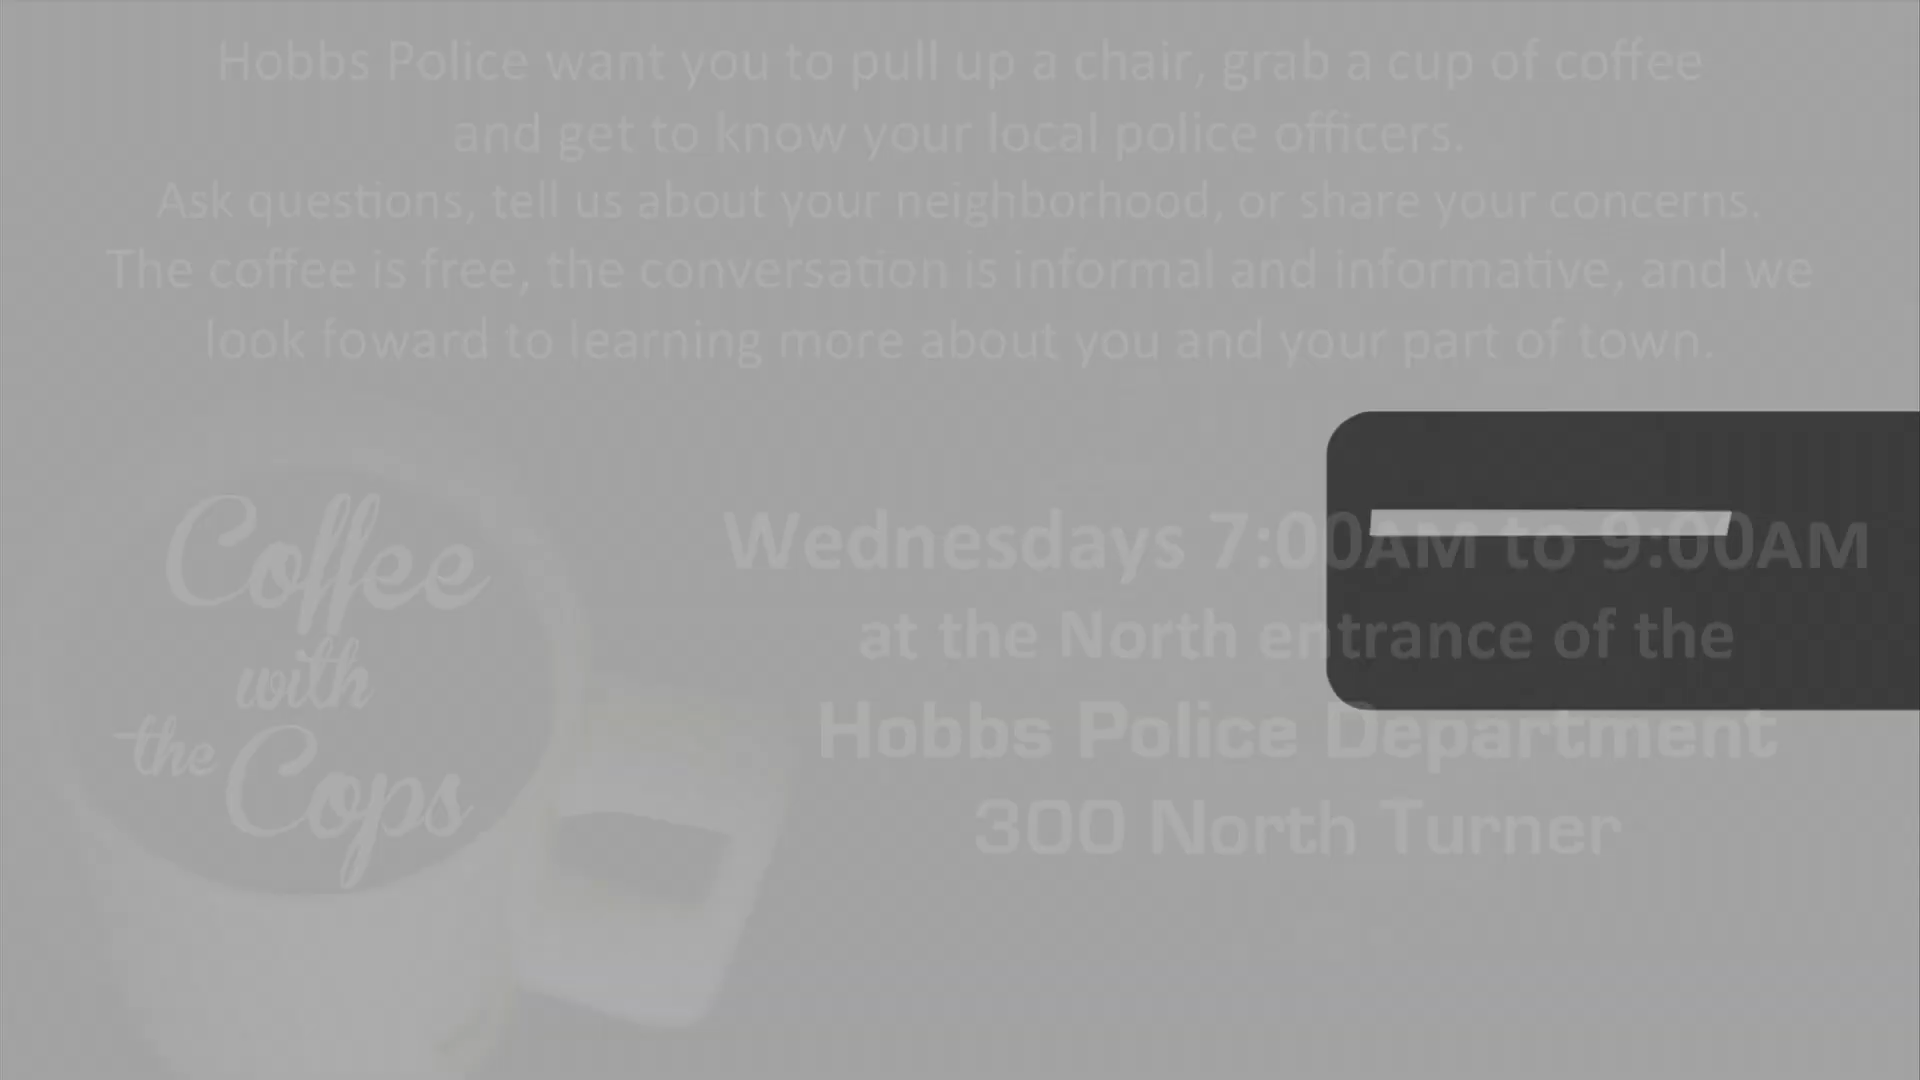 Hobbs Police want you to pull up a chair, grab a cup of coffee
and get to know your local police officers.
Ask questions, tell us about your neighborhood, or share your concerns.
The coffee is free, the conversation is informal and informative, and we
look foward to learning more about you and your part of town.
Coffee
with
the Cops
Wednesdays 7:00AM to 9:00AM
at the North entrance of the
Hobbs Police Department
300 North Turner